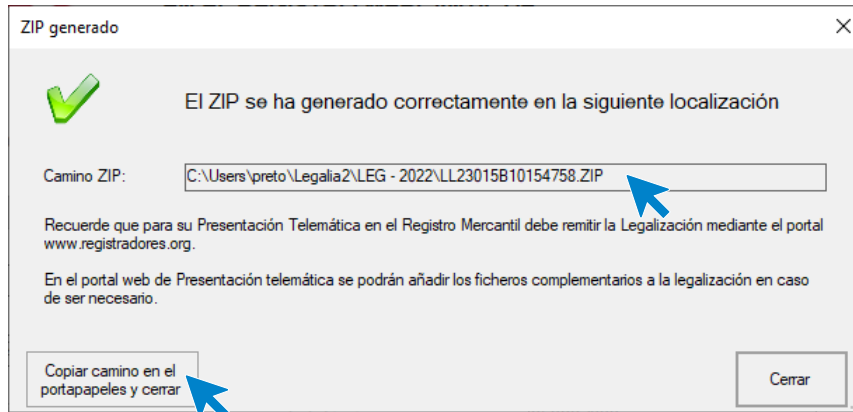 ZIP generado
El ZIP se ha generado correctamente en la siguiente localización
Camino ZIP:
C:\Users\preto\Legalia2\LEG - 2022\LL23015B10154758.ZIP
Recuerde que para su Presentación Telemática en el Registro Mercantil debe remitir la Legalización mediante el portal
www.registradores.org.
En el portal web de Presentación telemática se podrán añadir los ficheros complementarios a la legalización en caso
de ser necesario.
Copiar camino en el
portapapeles y cerrar
Cerrar